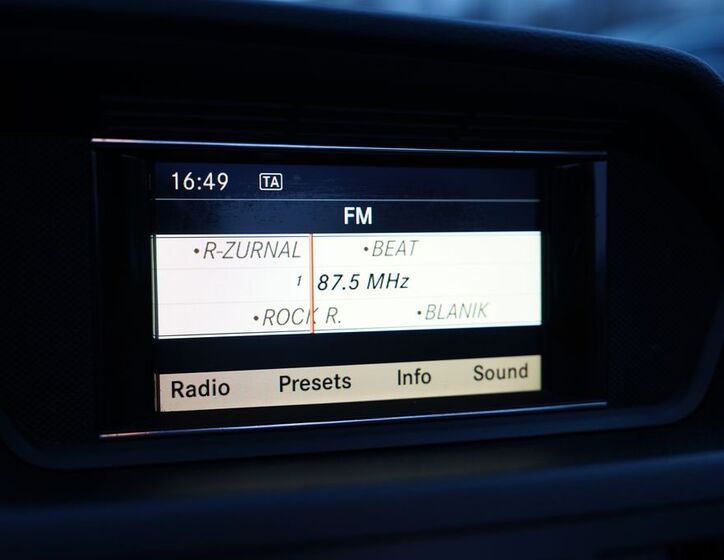 16:49 TA
FM
•R-ZURNAL •BEAT
1 87.5 MHz
•ROCK R. •BLANIK
Radio Presets Info Sound